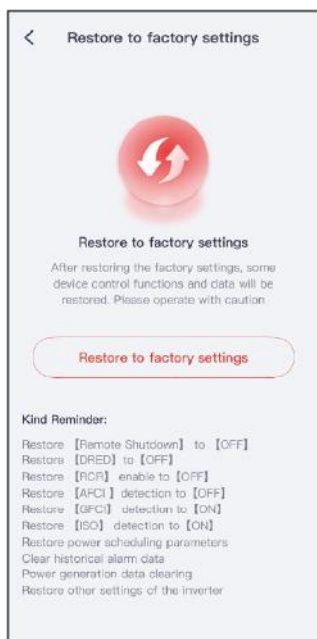 Restore to factory settings
Restore to factory settings
After restoring the factory settings, some
device control functions and data will be
restored. Please operate with caution
Restore to factory settings
Kind Reminder:
Restore 【Remote Shutdown】 to 【OFF】
Restore 【DRED】 to 【OFF】
Restore 【RCR】 enable to 【OFF】
Restore 【AFCI 】 detection to 【OFF】
Restore 【GFCI】 detection to 【ON】
Restore 【ISO】 detection to 【ON】
Restore power scheduling parameters
Clear historical alarm data
Power generation data clearing
Restore other settings of the inverter